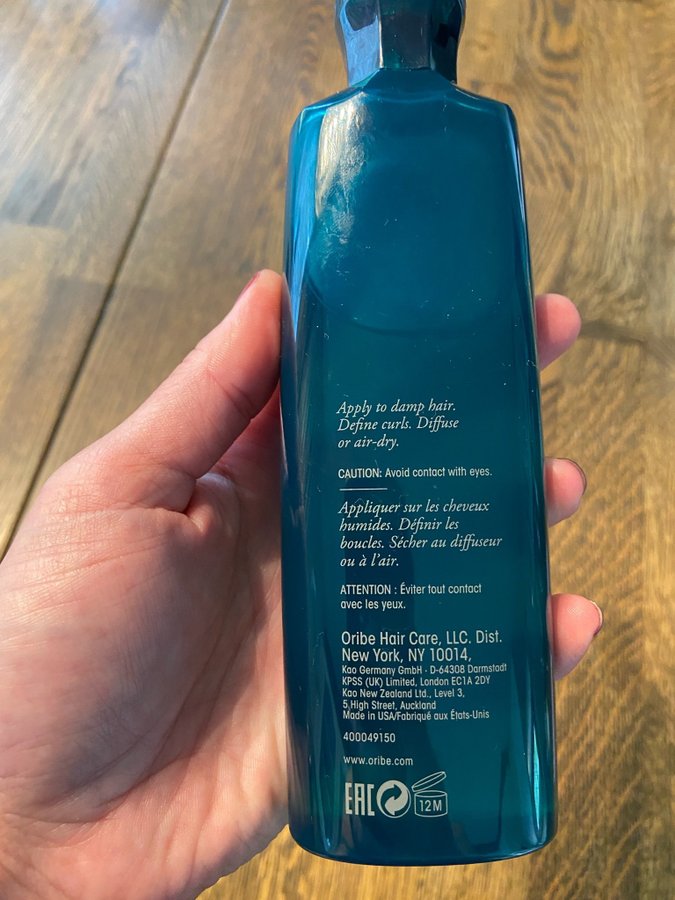 Apply to damp hair.
Define curls. Diffuse
or air-dry.
CAUTION: Avoid contact with eyes.
Appliquer sur les cheveux
humides. Définir les
boucles. Sécher au diffuseur
ou à l'air.
ATTENTION : Éviter tout contact
avec les yeux.
Oribe Hair Care, LLC. Dist.
New York, NY 10014,
Kao Germany GmbH · D-64308 Darmstadt
KPSS (UK) Limited, London EC1A 2DY
Kao New Zealand Ltd., Level 3,
5,High Street, Auckland
Made in USA/Fabriqué aux États-Unis
400049150
www.oribe.com
EAC 12M